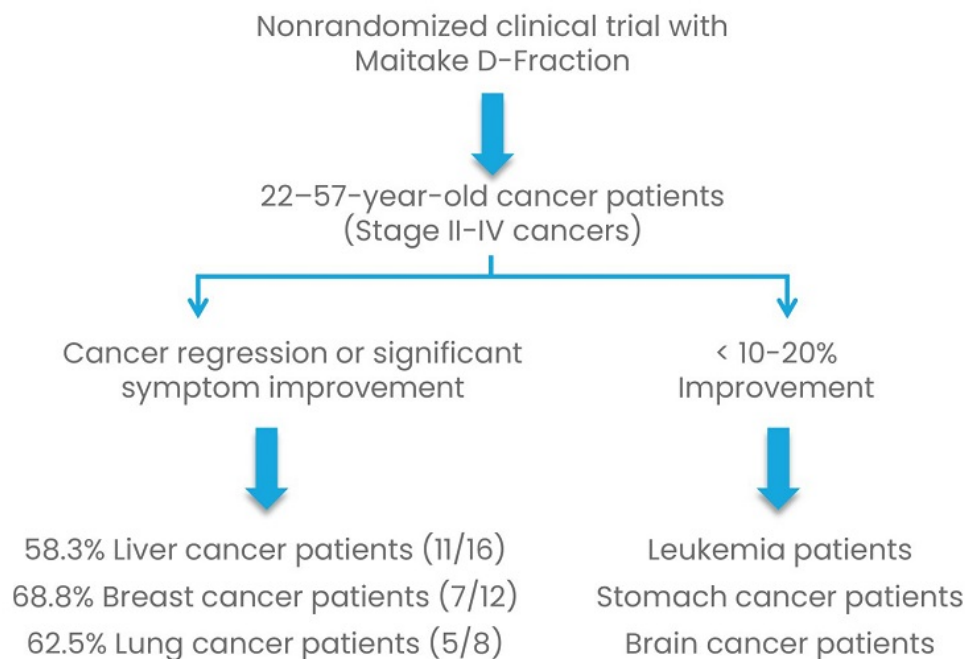 Nonrandomized clinical trial with
Maitake D-Fraction
22–57-year-old cancer patients
(Stage II-IV cancers)
Cancer regression or significant
symptom improvement
< 10-20%
Improvement
58.3% Liver cancer patients (11/16)
68.8% Breast cancer patients (7/12)
62.5% Lung cancer patients (5/8)
Leukemia patients
Stomach cancer patients
Brain cancer patients